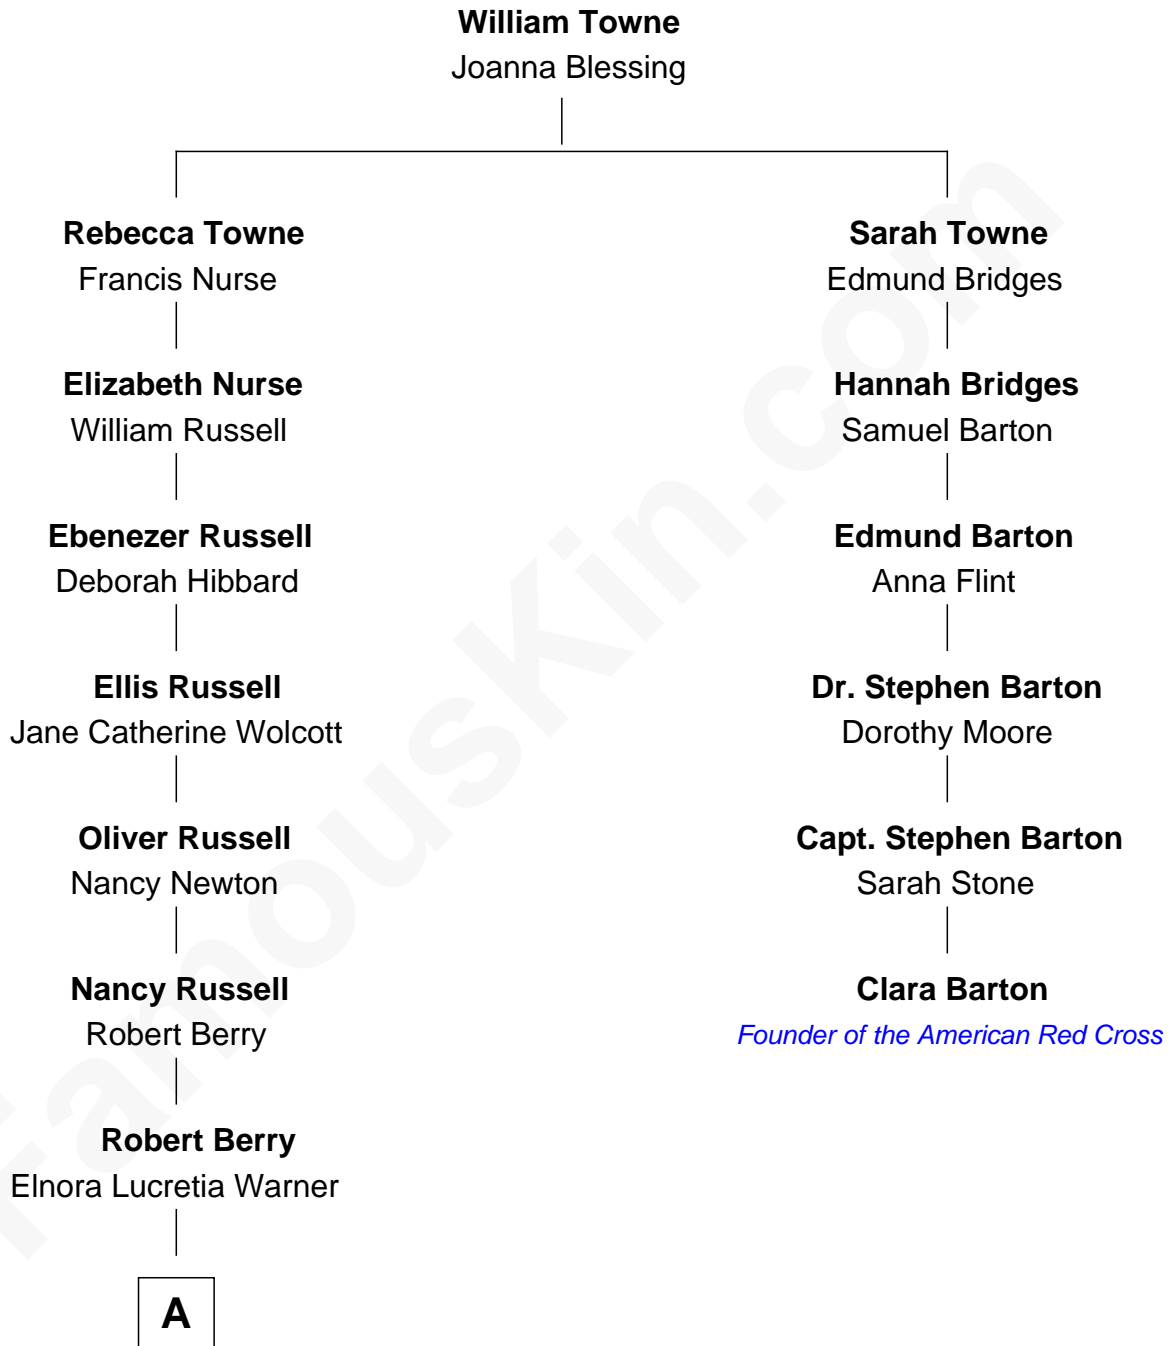 William Towne
Joanna Blessing
Rebecca Towne
Francis Nurse
Elizabeth Nurse
William Russell
Ebenezer Russell
Deborah Hibbard
Ellis Russell
Jane Catherine Wolcott
Oliver Russell
Nancy Newton
Nancy Russell
Robert Berry
Robert Berry
Elnora Lucretia Warner
A
Sarah Towne
Edmund Bridges
Hannah Bridges
Samuel Barton
Edmund Barton
Anna Flint
Dr. Stephen Barton
Dorothy Moore
Capt. Stephen Barton
Sarah Stone
Clara Barton
Founder of the American Red Cross
FamousKin.com